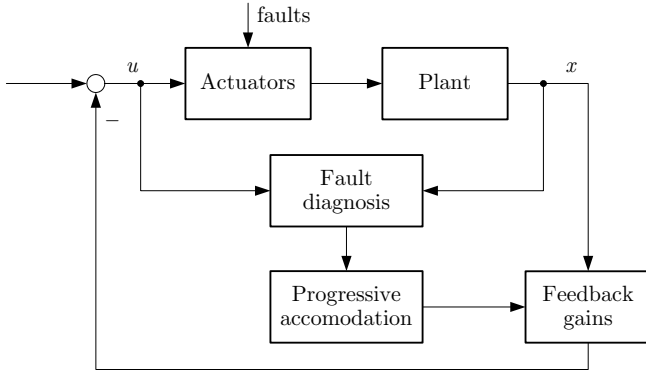 faults
u
Actuators
Plant
x
−
Fault
diagnosis
Progressive
accomodation
Feedback
gains